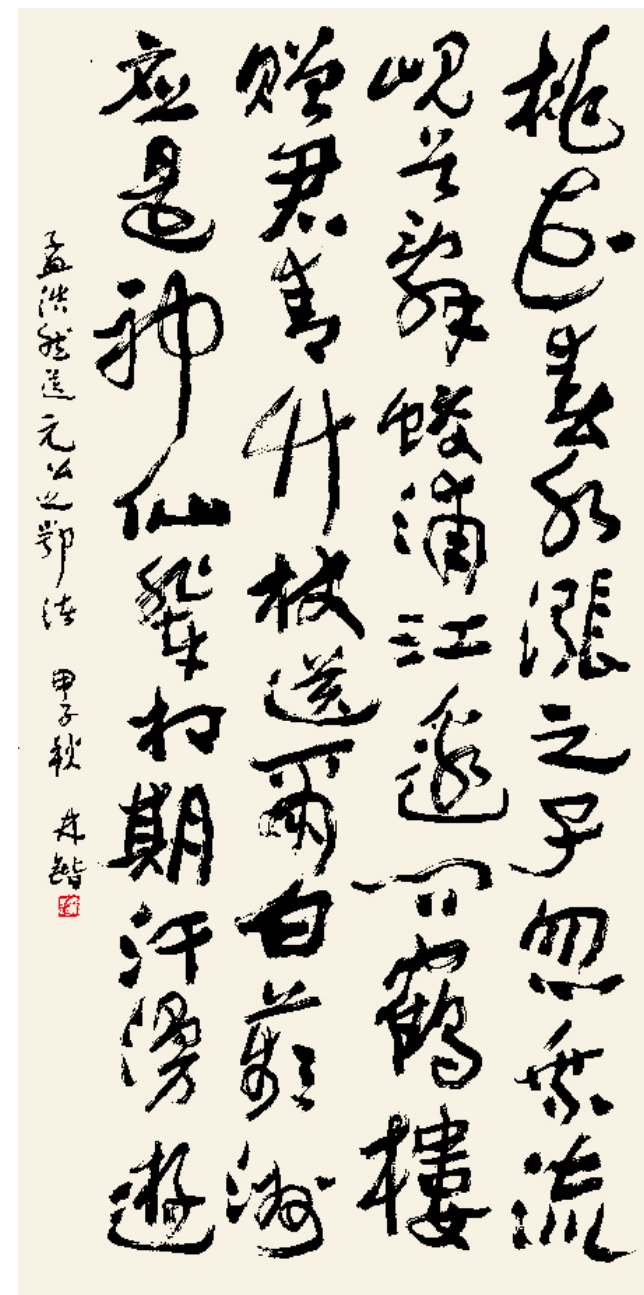 桃花春水漲之子忽乘流
峴首辭蛟浦江邊問鶴樓
贈君青竹杖送爾白蘋洲
應是神仙輩相期汗漫遊
孟浩然送元公之鄂渚 甲子秋 朱鍇